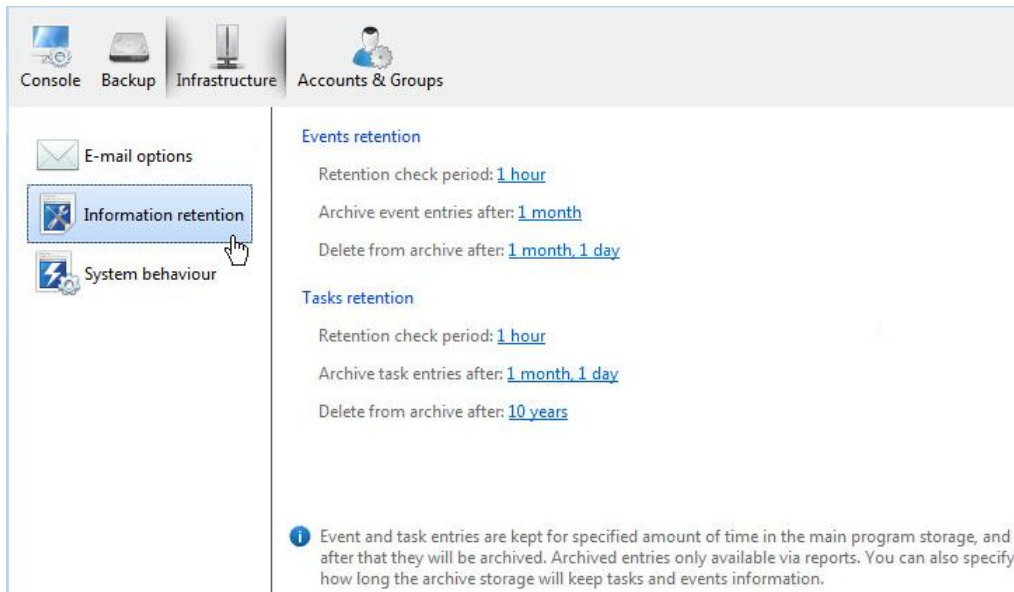 Console Backup Infrastructure Accounts & Groups
E-mail options
Information retention
System behaviour
Events retention
Retention check period: 1 hour
Archive event entries after: 1 month
Delete from archive after: 1 month, 1 day
Tasks retention
Retention check period: 1 hour
Archive task entries after: 1 month, 1 day
Delete from archive after: 10 years
Event and task entries are kept for specified amount of time in the main program storage, and
after that they will be archived. Archived entries only available via reports. You can also specify
how long the archive storage will keep tasks and events information.